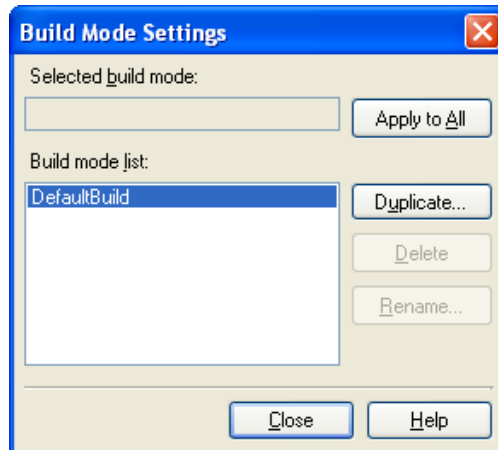 Build Mode Settings
Selected build mode:
Apply to All
Build mode list:
DefaultBuild
Duplicate...
Delete
Rename...
Close
Help